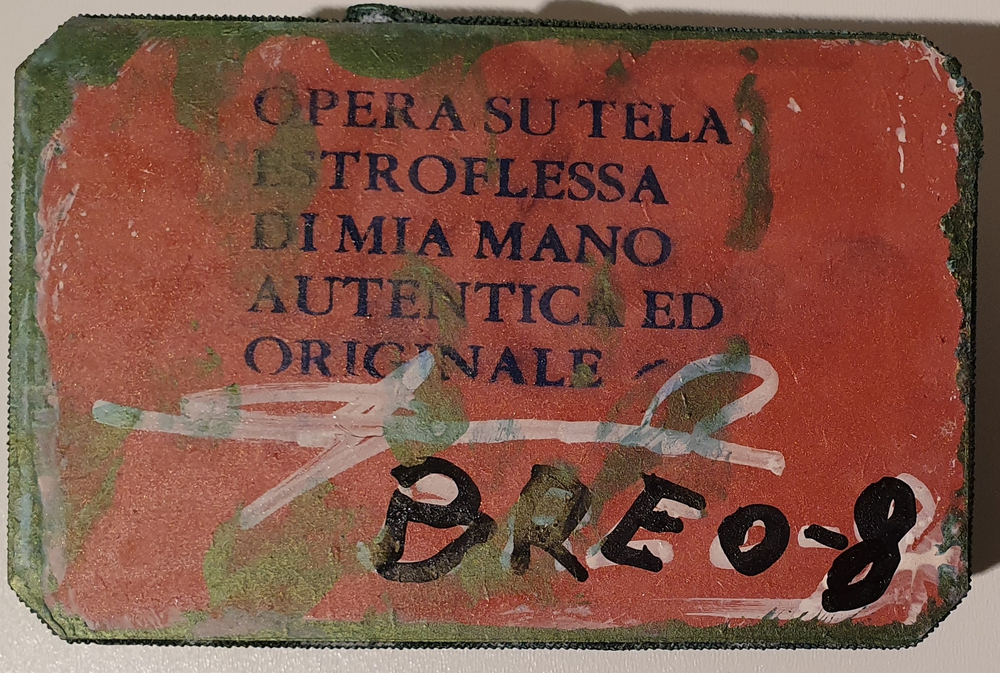 OPERA SU TELA
ESTROFLESSA
DI MIA MANO
AUTENTICA ED
ORIGINALE
BREO-8